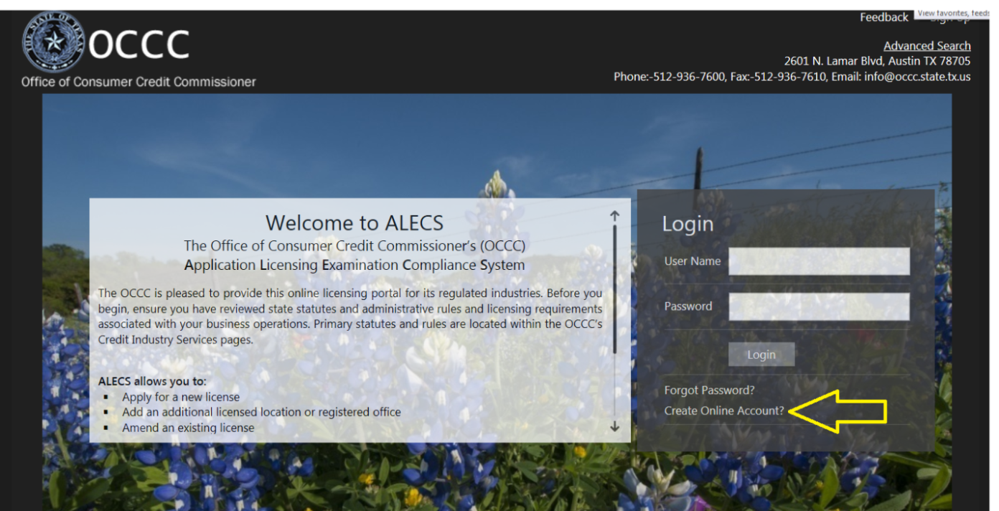 THE STATE OF TEXAS
OCCC
Office of Consumer Credit Commissioner
Feedback
View favorites, feeds
Advanced Search
2601 N. Lamar Blvd, Austin TX 78705
Phone:-512-936-7600, Fax:-512-936-7610, Email: info@occc.state.tx.us
Welcome to ALECS
The Office of Consumer Credit Commissioner's (OCCC)
Application Licensing Examination Compliance System
The OCCC is pleased to provide this online licensing portal for its regulated industries. Before you
begin, ensure you have reviewed state statutes and administrative rules and licensing requirements
associated with your business operations. Primary statutes and rules are located within the OCCC's
Credit Industry Services pages.
ALECS allows you to:
▪ Apply for a new license
▪ Add an additional licensed location or registered office
▪ Amend an existing license
Login
User Name
Password
Login
Forgot Password?
Create Online Account?